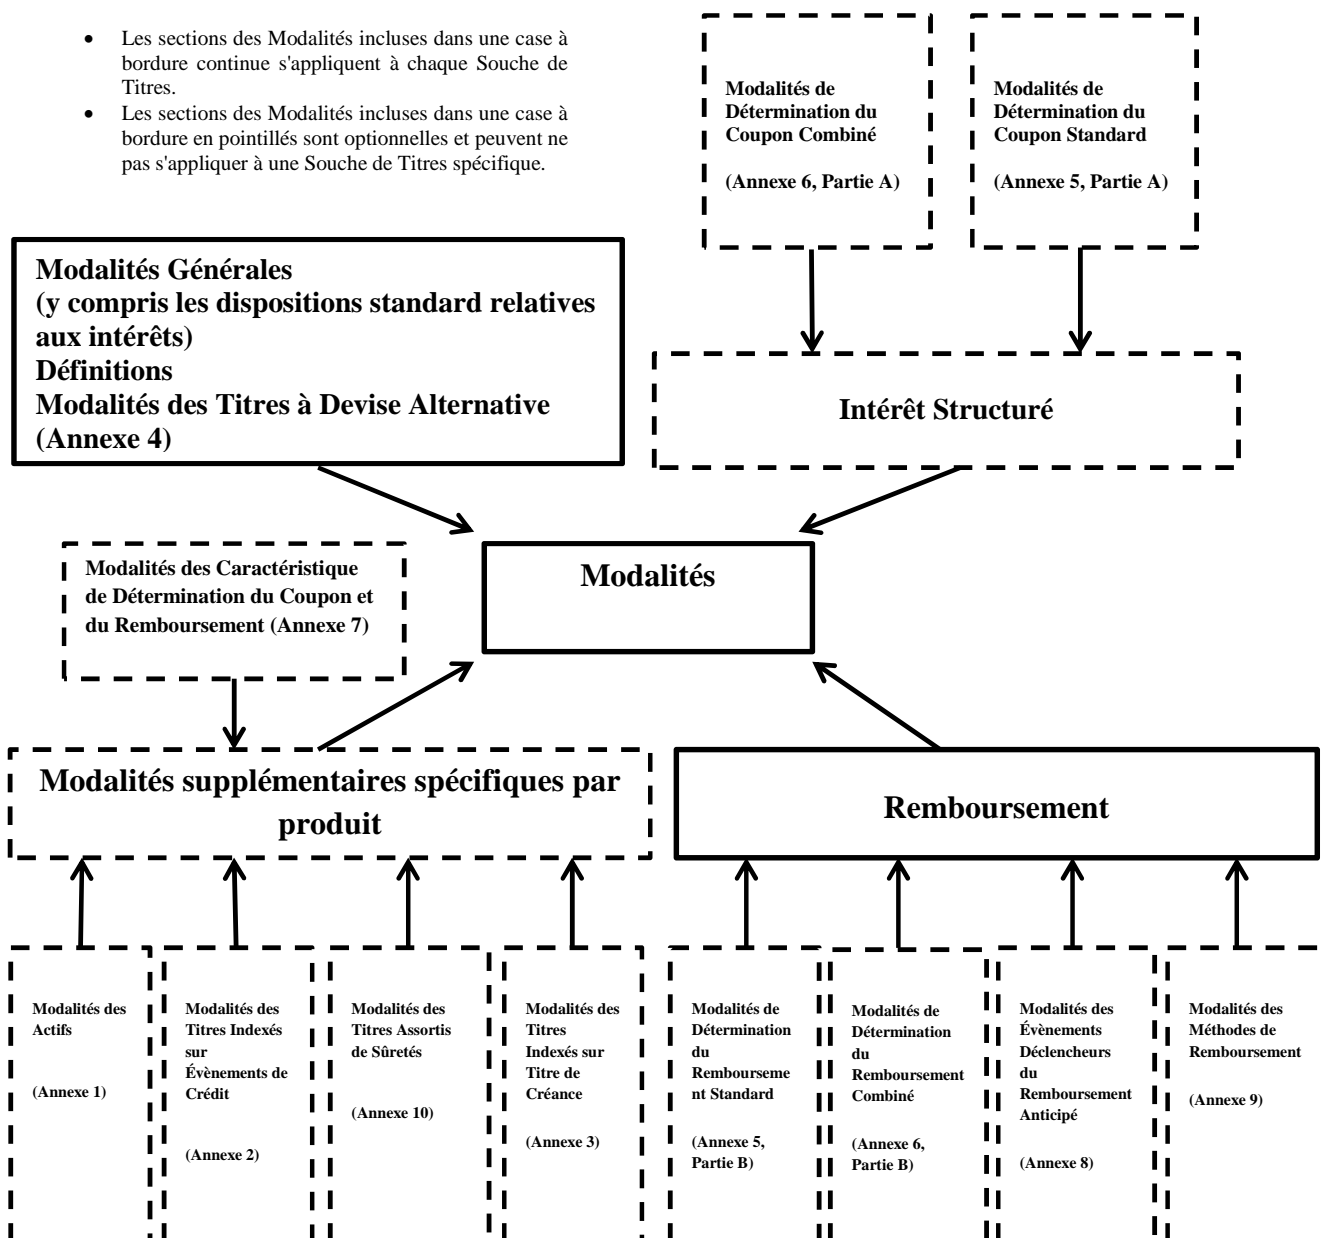 • Les sections des Modalités incluses dans une case à
bordure continue s'appliquent à chaque Souche de
Titres.
• Les sections des Modalités incluses dans une case à
bordure en pointillés sont optionnelles et peuvent ne
pas s'appliquer à une Souche de Titres spécifique.
Modalités de
Détermination du
Coupon Combiné
(Annexe 6, Partie A)
Modalités de
Détermination du
Coupon Standard
(Annexe 5, Partie A)
Modalités Générales
(y compris les dispositions standard relatives
aux intérêts)
Définitions
Modalités des Titres à Devise Alternative
(Annexe 4)
Intérêt Structuré
Modalités des Caractéristique
de Détermination du Coupon et
du Remboursement (Annexe 7)
Modalités
Modalités supplémentaires spécifiques par
produit
Remboursement
Modalités des
Actifs
(Annexe 1)
Modalités des
Titres Indexés
sur
Évènements de
Crédit
(Annexe 2)
Modalités des
Titres Assortis
de Sûretés
(Annexe 10)
Modalités des
Titres
Indexés sur
Titre de
Créance
(Annexe 3)
Modalités de
Détermination
du
Rembourseme
nt Standard
(Annexe 5,
Partie B)
Modalités de
Détermination
du
Remboursement
Combiné
(Annexe 6,
Partie B)
Modalités des
Évènements
Déclencheurs
du
Remboursement
Anticipé
(Annexe 8)
Modalités des
Méthodes de
Remboursement
(Annexe 9)